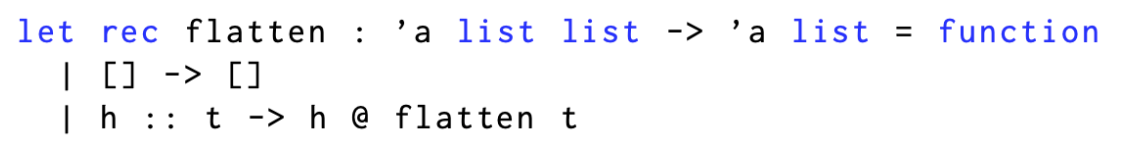 let rec flatten : ’a list list -> ’a list = function
  | [] -> []
  | h :: t -> h @ flatten t